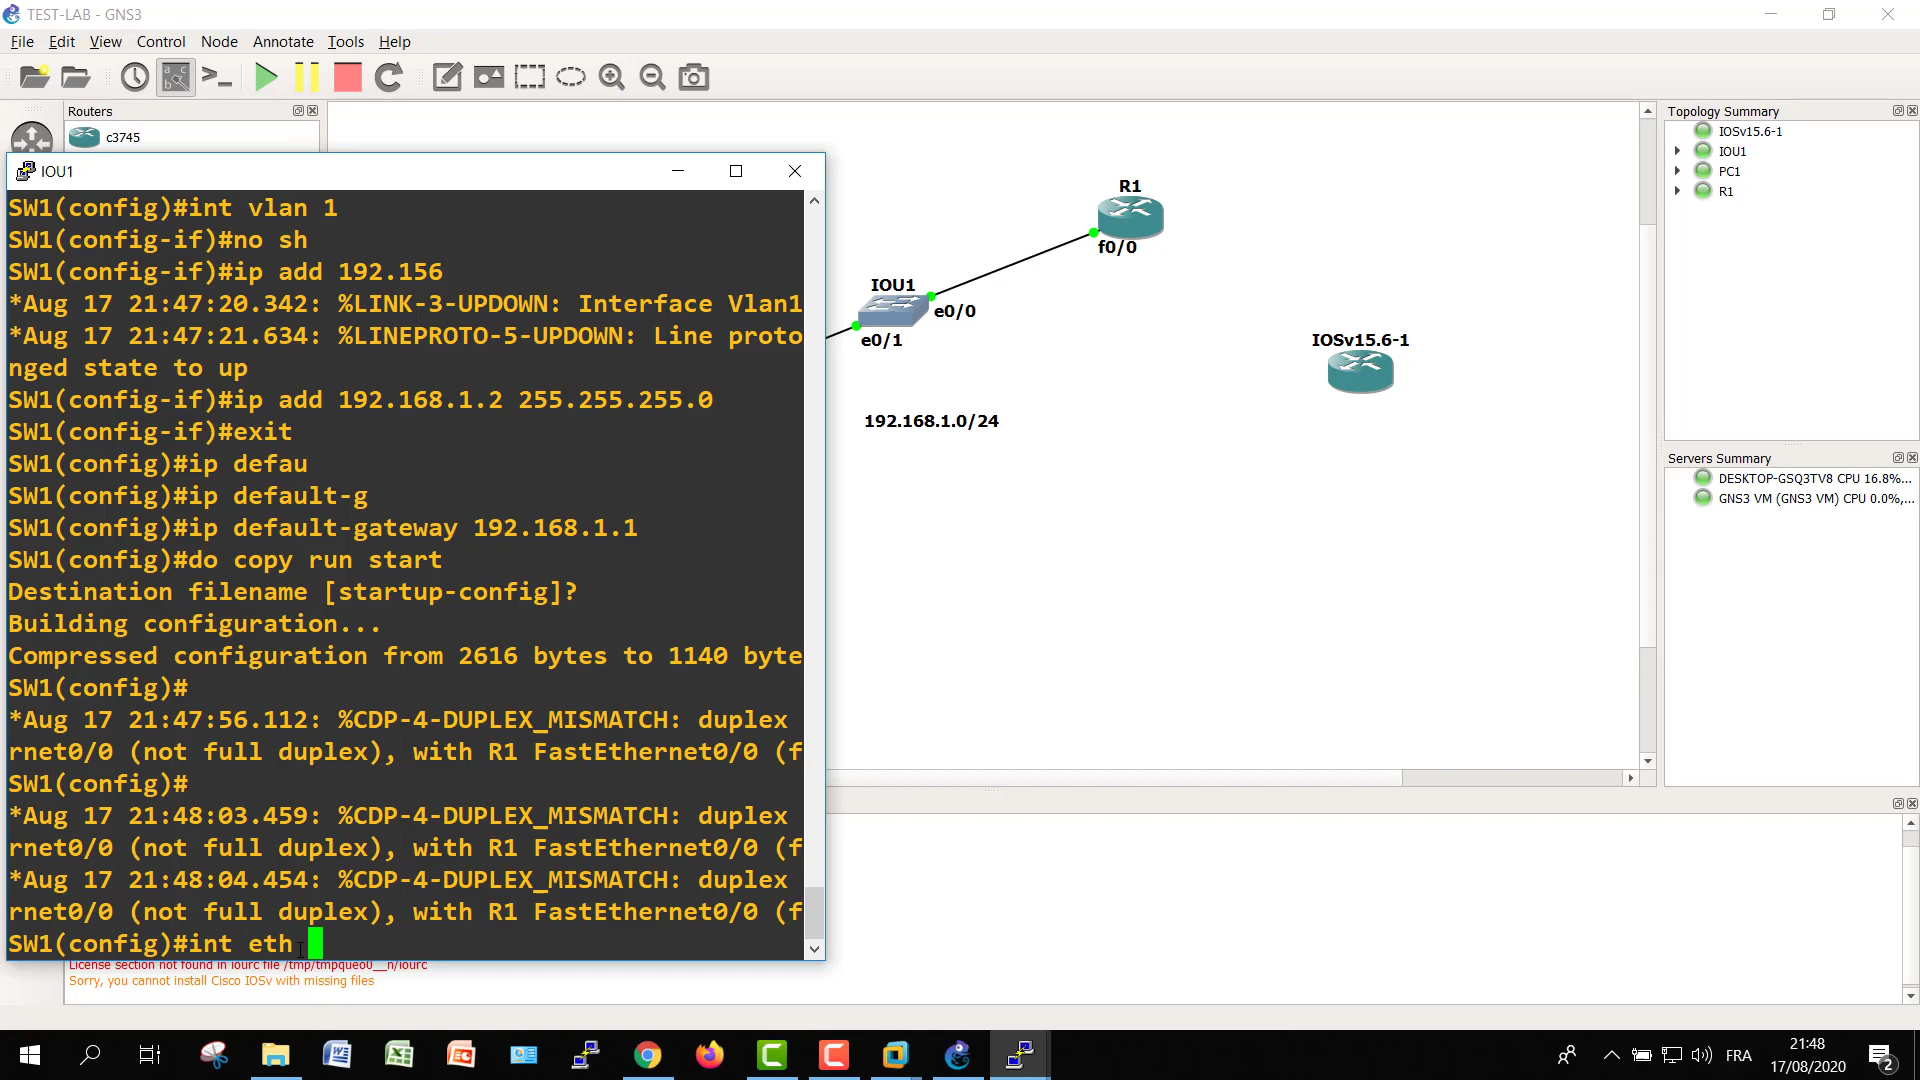 TEST-LAB - GNS3
File Edit View Control Node Annotate Tools Help
Routers
c3745
IOU1
SW1(config)#int vlan 1
SW1(config-if)#no sh
SW1(config-if)#ip add 192.156
*Aug 17 21:47:20.342: %LINK-3-UPDOWN: Interface Vlan1
*Aug 17 21:47:21.634: %LINEPROTO-5-UPDOWN: Line proto
nged state to up
SW1(config-if)#ip add 192.168.1.2 255.255.255.0
SW1(config-if)#exit
SW1(config)#ip defau
SW1(config)#ip default-g
SW1(config)#ip default-gateway 192.168.1.1
SW1(config)#do copy run start
Destination filename [startup-config]?
Building configuration...
Compressed configuration from 2616 bytes to 1140 byte
SW1(config)#
*Aug 17 21:47:56.112: %CDP-4-DUPLEX_MISMATCH: duplex
rnet0/0 (not full duplex), with R1 FastEthernet0/0 (f
SW1(config)#
*Aug 17 21:48:03.459: %CDP-4-DUPLEX_MISMATCH: duplex
rnet0/0 (not full duplex), with R1 FastEthernet0/0 (f
*Aug 17 21:48:04.454: %CDP-4-DUPLEX_MISMATCH: duplex
rnet0/0 (not full duplex), with R1 FastEthernet0/0 (f
SW1(config)#int eth
License section not found in iourc file /tmp/tmpqueo0__n/iourc
Sorry, you cannot install Cisco IOSv with missing files
R1
f0/0
IOU1
e0/0
e0/1
IOSv15.6-1
192.168.1.0/24
Topology Summary
IOSv15.6-1
IOU1
PC1
R1
Servers Summary
DESKTOP-GSQ3TV8 CPU 16.8%...
GNS3 VM (GNS3 VM) CPU 0.0%,...
FRA
21:48
17/08/2020
2